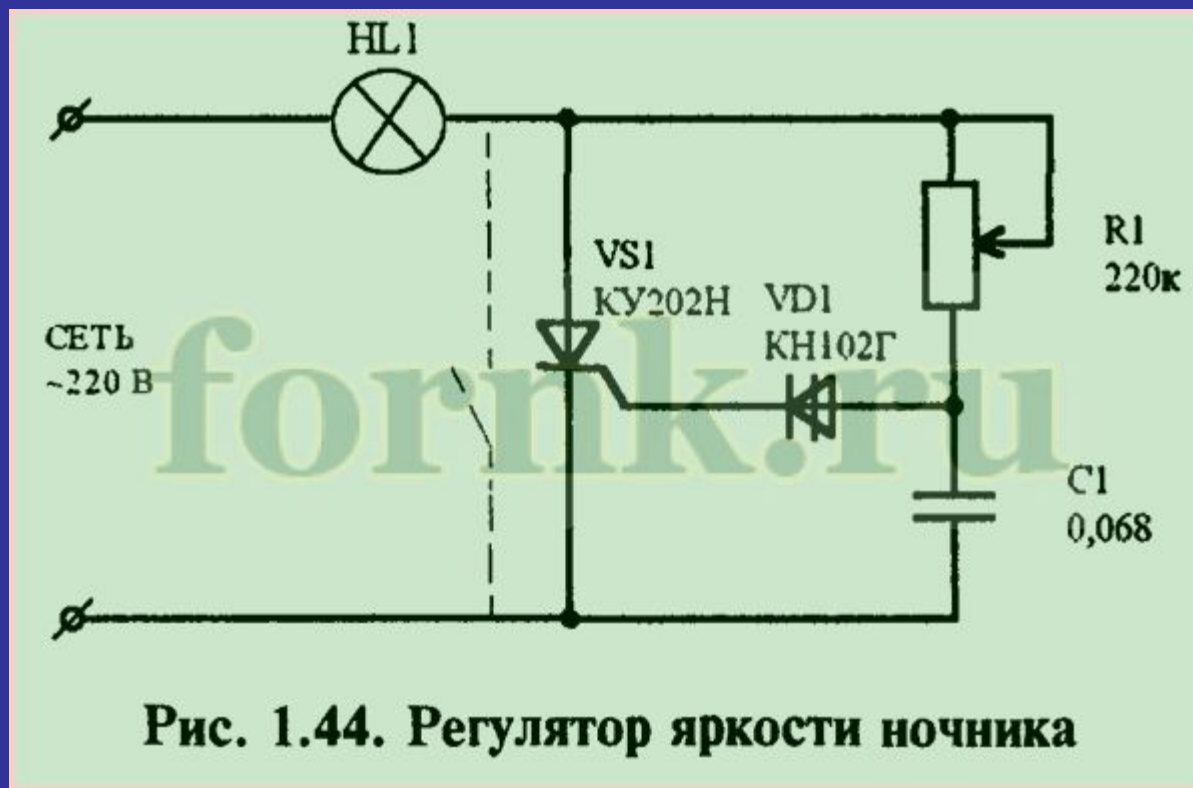 HL1
VS1
КУ202Н
VD1
КН102Г
R1
220к
СЕТЬ
~220 В
fornk.ru
C1
0,068
Рис. 1.44. Регулятор яркости ночника